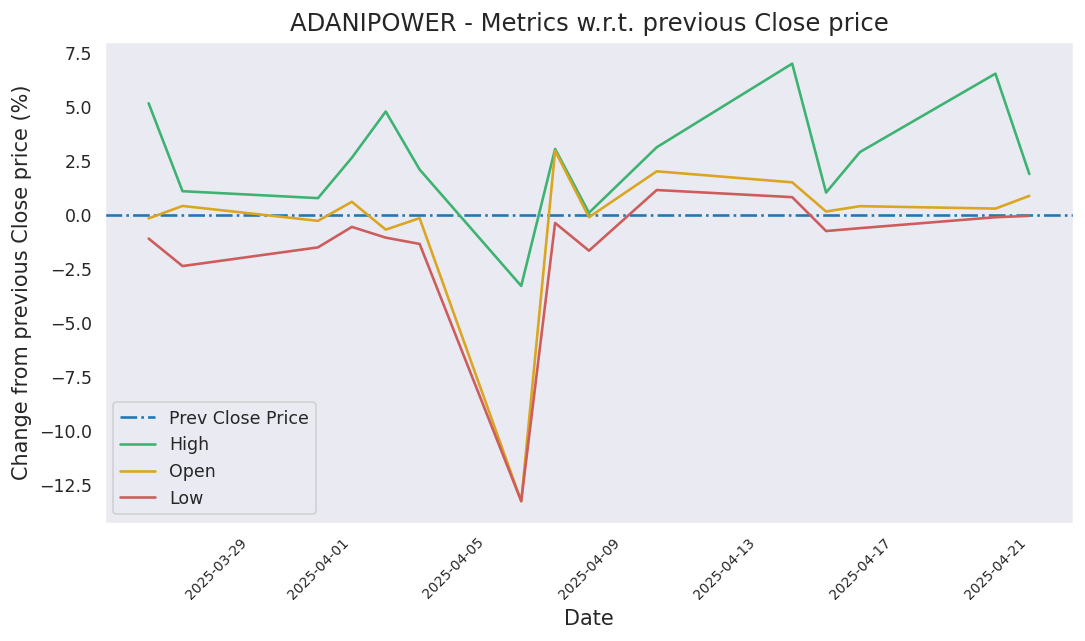 ADANIPOWER - Metrics w.r.t. previous Close price
Change from previous Close price (%)
7.5
5.0
2.5
0.0
−2.5
−5.0
−7.5
−10.0
−12.5
Prev Close Price
High
Open
Low
2025-03-29
2025-04-01
2025-04-05
2025-04-09
2025-04-13
2025-04-17
2025-04-21
Date